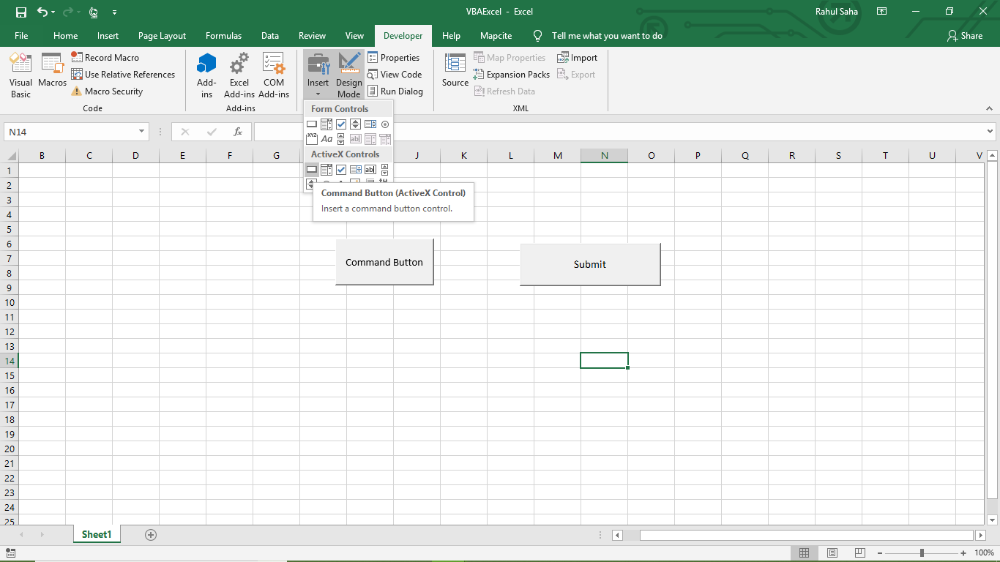 VBAExcel - Excel
Rahul Saha
File Home Insert Page Layout Formulas Data Review View Developer Help Mapcite Tell me what you want to do Share
Visual Basic
Macros
Record Macro
Use Relative References
Macro Security
Code
Add-ins
Excel Add-ins
COM Add-ins
Add-ins
Insert
Design Mode
Properties
View Code
Run Dialog
Source
Map Properties
Expansion Packs
Refresh Data
Import
Export
XML
Form Controls
XYZ Aa ab|
ActiveX Controls
ab|
Command Button (ActiveX Control)
Insert a command button control.
N14
fx
B C D E F G J K L M N O P Q R S T U V
1
2
3
4
5
6
7
8
9
10
11
12
13
14
15
16
17
18
19
20
21
22
23
24
25
Command Button
Submit
Sheet1
100%